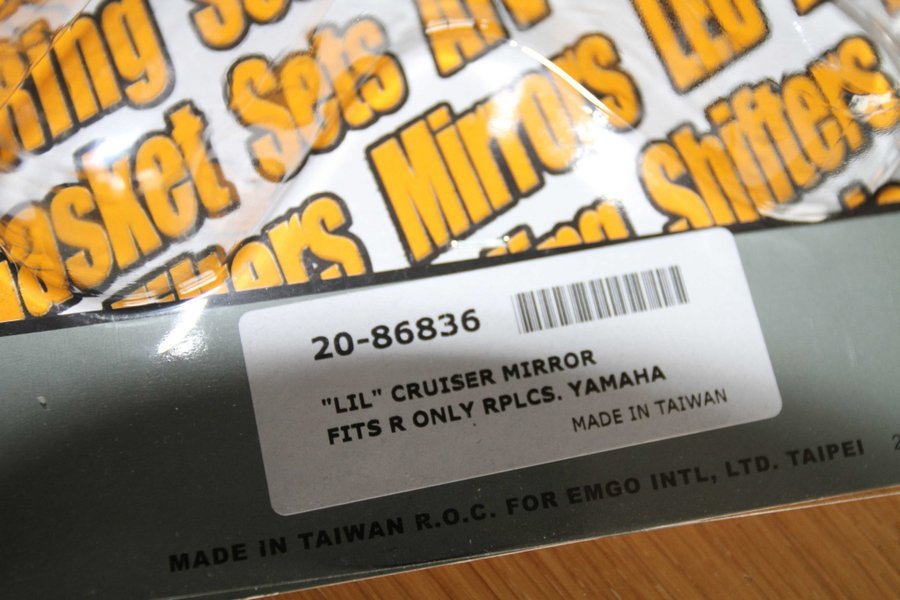 Sets
Mirrors
LED
Gasket
Shifters
20-86836
"LIL" CRUISER MIRROR
FITS R ONLY RPLCS. YAMAHA
MADE IN TAIWAN
MADE IN TAIWAN R.O.C. FOR EMGO INTL, LTD. TAIPEI